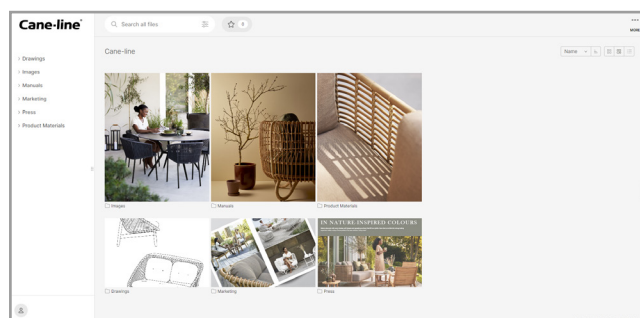 Cane-line
Search all files
MORE
Cane-line
Name
Drawings
Images
Manuals
Marketing
Press
Product Materials
Images
Manuals
Product Materials
IN NATURE-INSPIRED COLOURS
Drawings
Marketing
Press